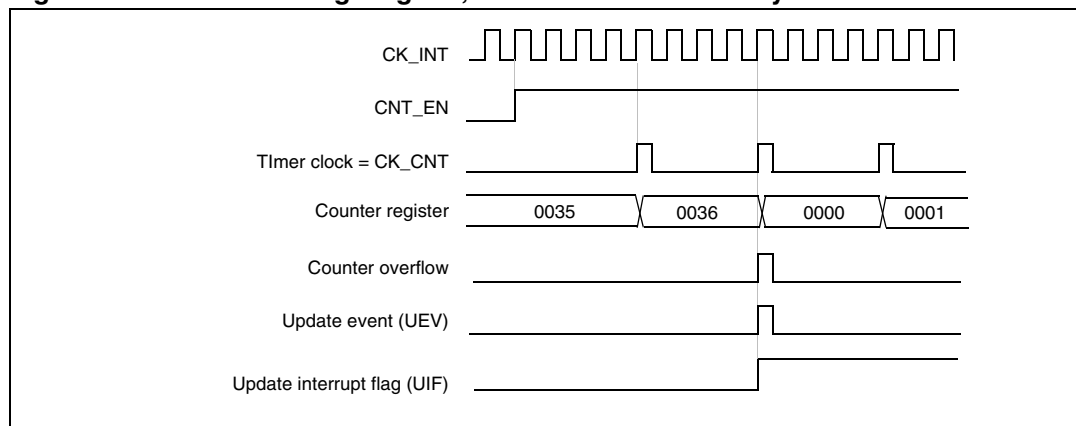 CK_INT
CNT_EN
TImer clock = CK_CNT
Counter register 0035 0036 0000 0001
Counter overflow
Update event (UEV)
Update interrupt flag (UIF)